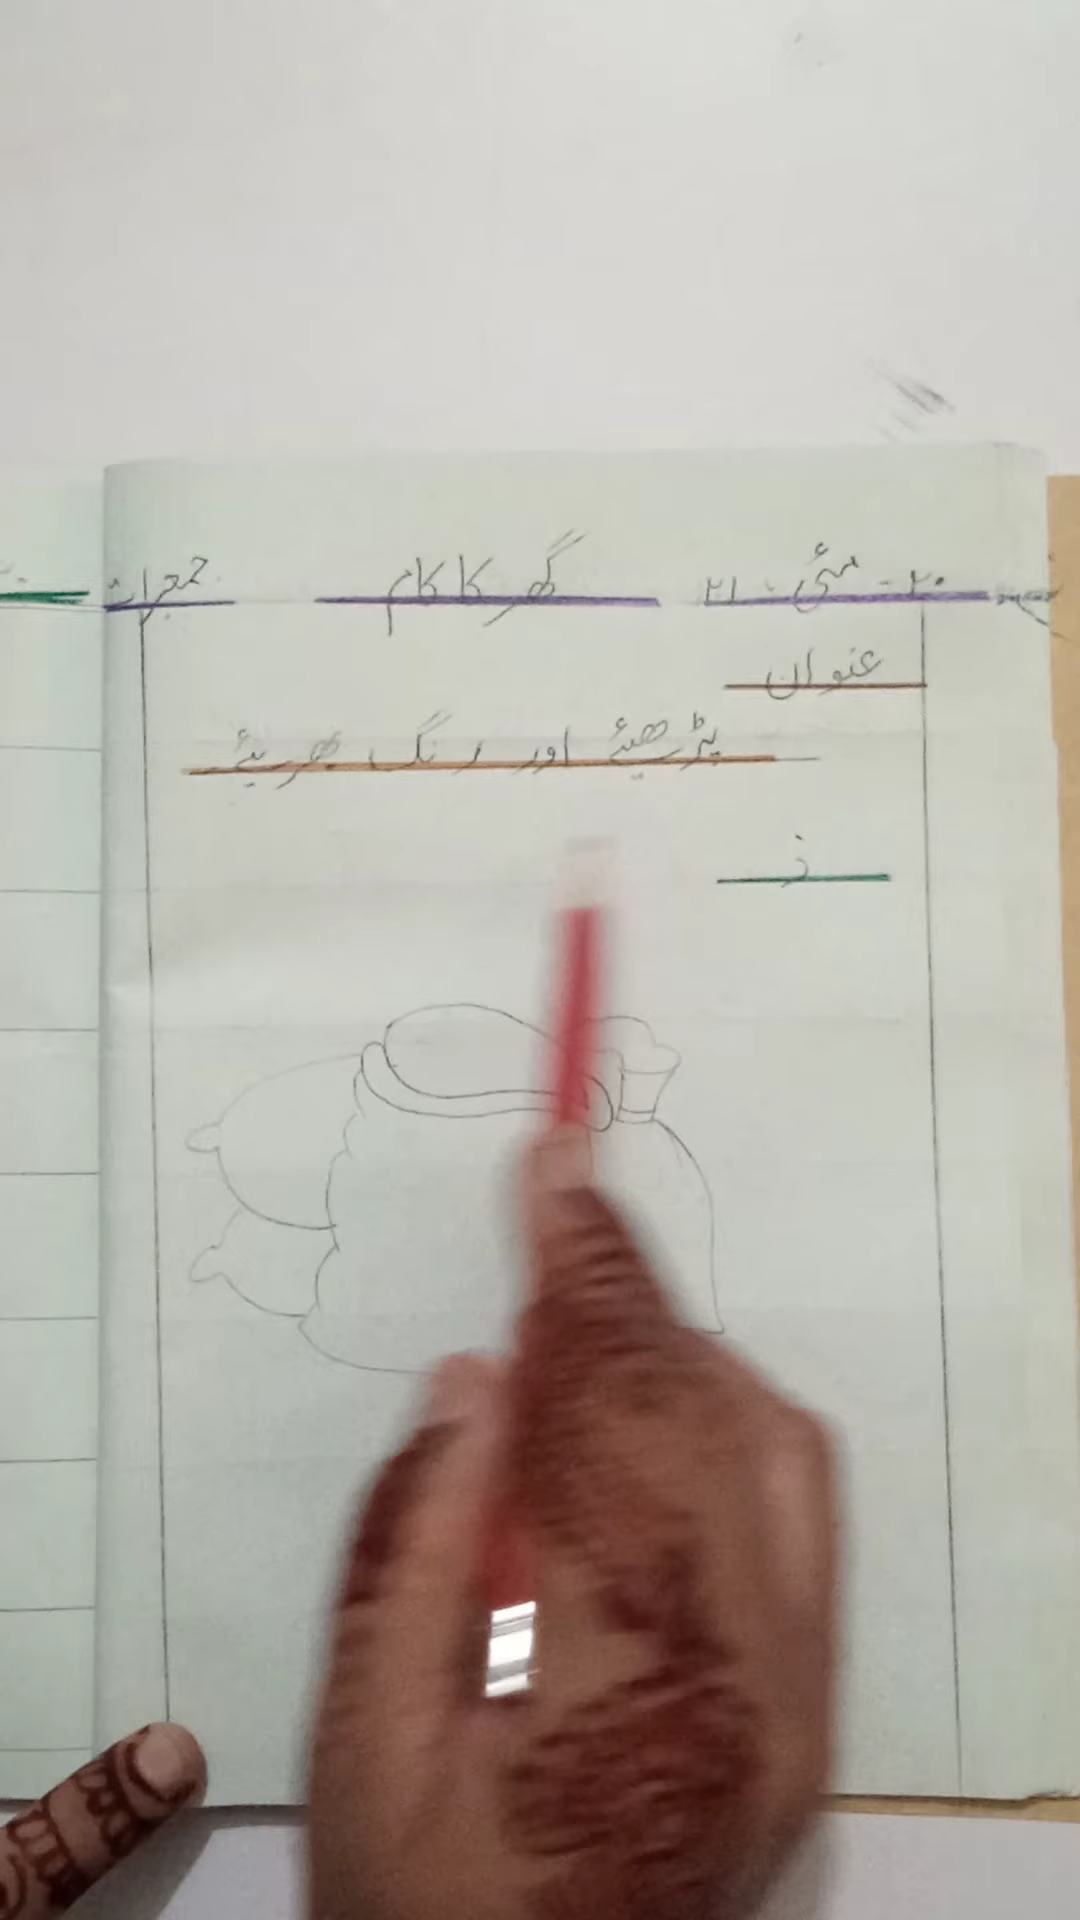 ۲۰ - مئی - ۲۱ گھر کا کام جمعرات
عنوان
پڑھیئے اور رنگ بھریئے
ذ